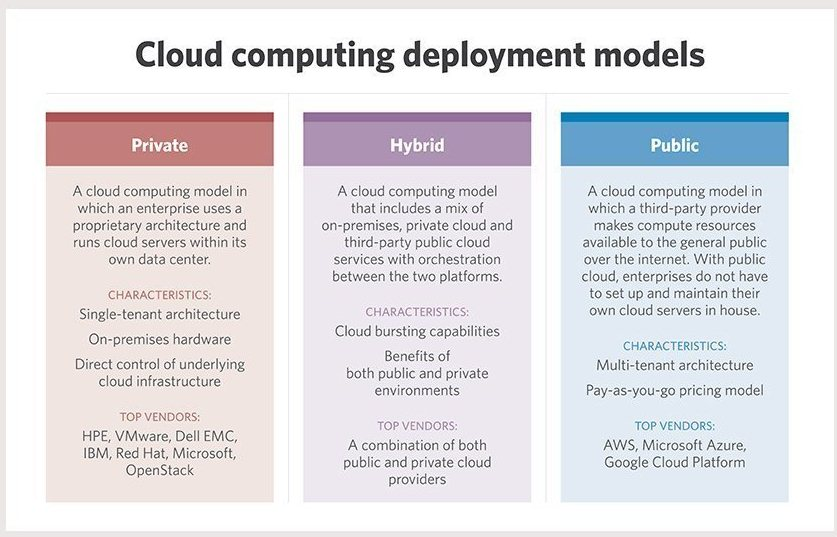 Cloud computing deployment models
Private
A cloud computing model in
which an enterprise uses a
proprietary architecture and
runs cloud servers within its
own data center.
CHARACTERISTICS:
Single-tenant architecture
On-premises hardware
Direct control of underlying
cloud infrastructure
TOP VENDORS:
HPE, VMware, Dell EMC,
IBM, Red Hat, Microsoft,
OpenStack
Hybrid
A cloud computing model
that includes a mix of
on-premises, private cloud and
third-party public cloud
services with orchestration
between the two platforms.
CHARACTERISTICS:
Cloud bursting capabilities
Benefits of
both public and private
environments
TOP VENDORS:
A combination of both
public and private cloud
providers
Public
A cloud computing model in
which a third-party provider
makes compute resources
available to the general public
over the internet. With public
cloud, enterprises do not have
to set up and maintain their
own cloud servers in house.
CHARACTERISTICS:
Multi-tenant architecture
Pay-as-you-go pricing model
TOP VENDORS:
AWS, Microsoft Azure,
Google Cloud Platform